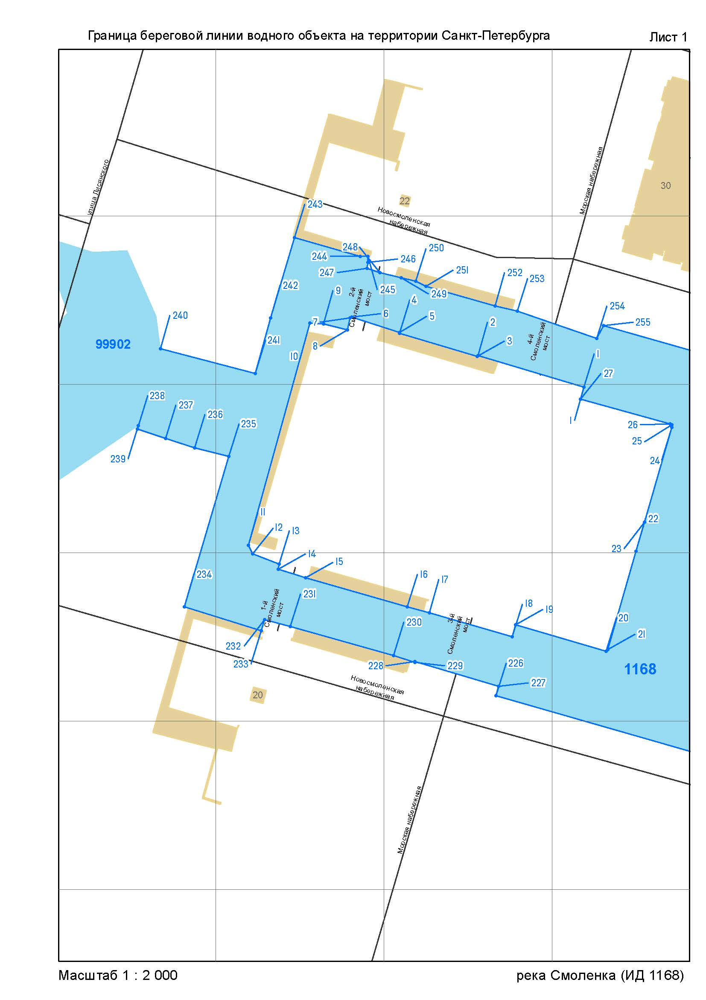 Граница береговой линии водного объекта на территории Санкт-Петербурга
Лист 1
улица Лисянского
Морская набережная
30
22
243
Новосмоленская
набережная
248
250
244
246
251
252
247
253
242
9
2-й
Смоленский
мост
245
249
4
254
240
6
5
7
2
255
241
8
3
4-й
Смоленский
мост
99902
10
1
27
238
237
236
235
1
26
25
239
24
11
22
12
13
23
14
15
234
16
17
231
1-й
Смоленский
мост
18
19
230
3-й
Смоленский
мост
20
21
232
233
228
229
226
227
1168
Новосмоленская
набережная
20
Морская набережная
Масштаб 1 : 2 000
река Смоленка (ИД 1168)